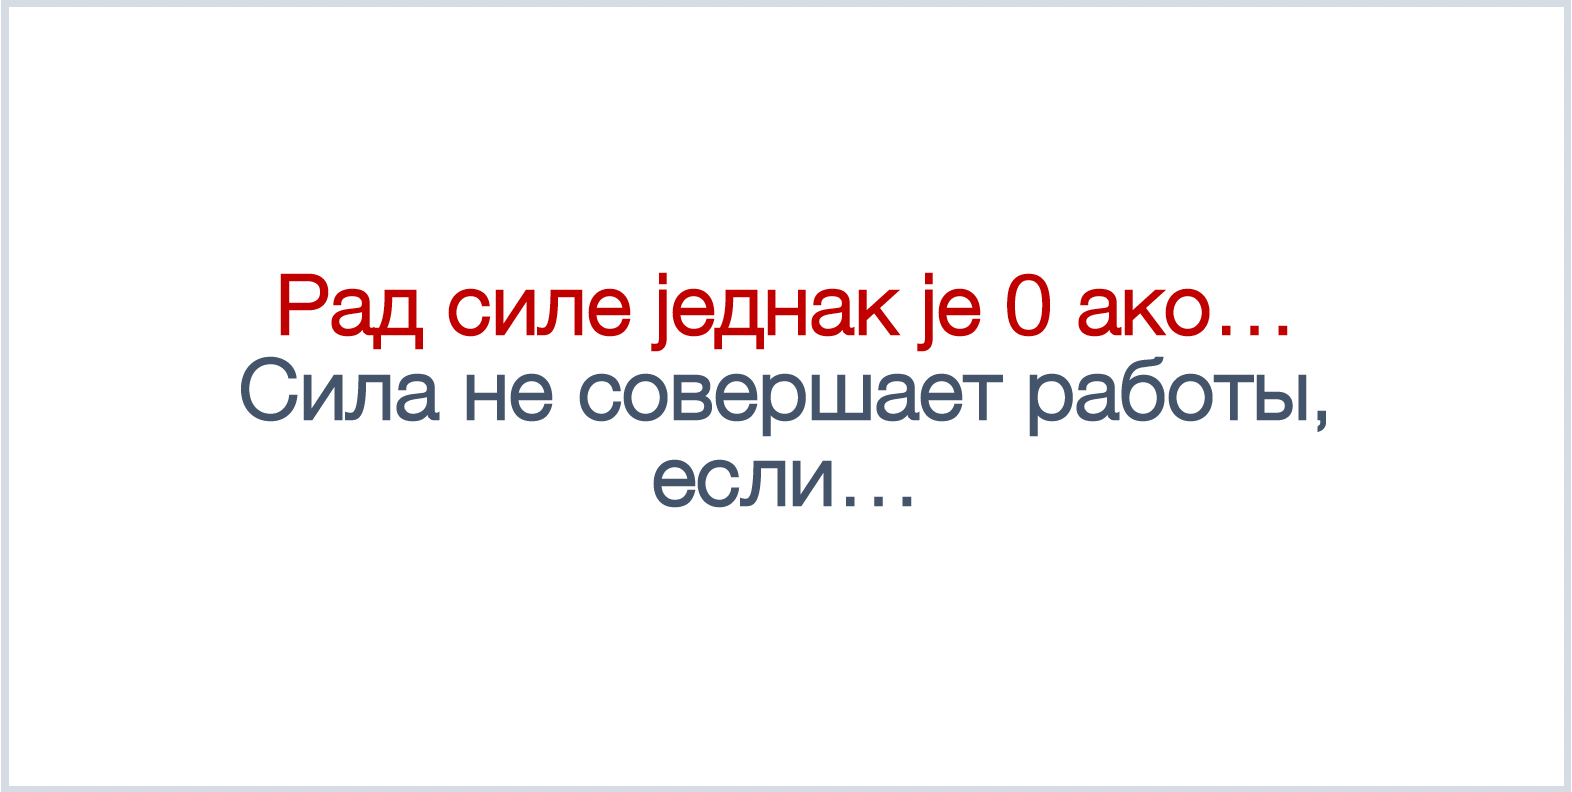 Рад силе једнак је 0 ако…
Сила не совершает работы,
если…